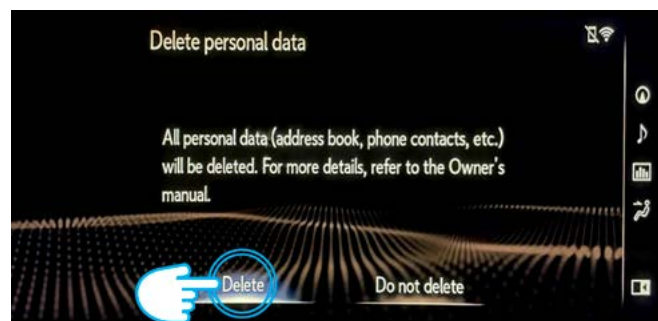 Delete personal data
All personal data (address book, phone contacts, etc.)
will be deleted. For more details, refer to the Owner's
manual.
Delete
Do not delete